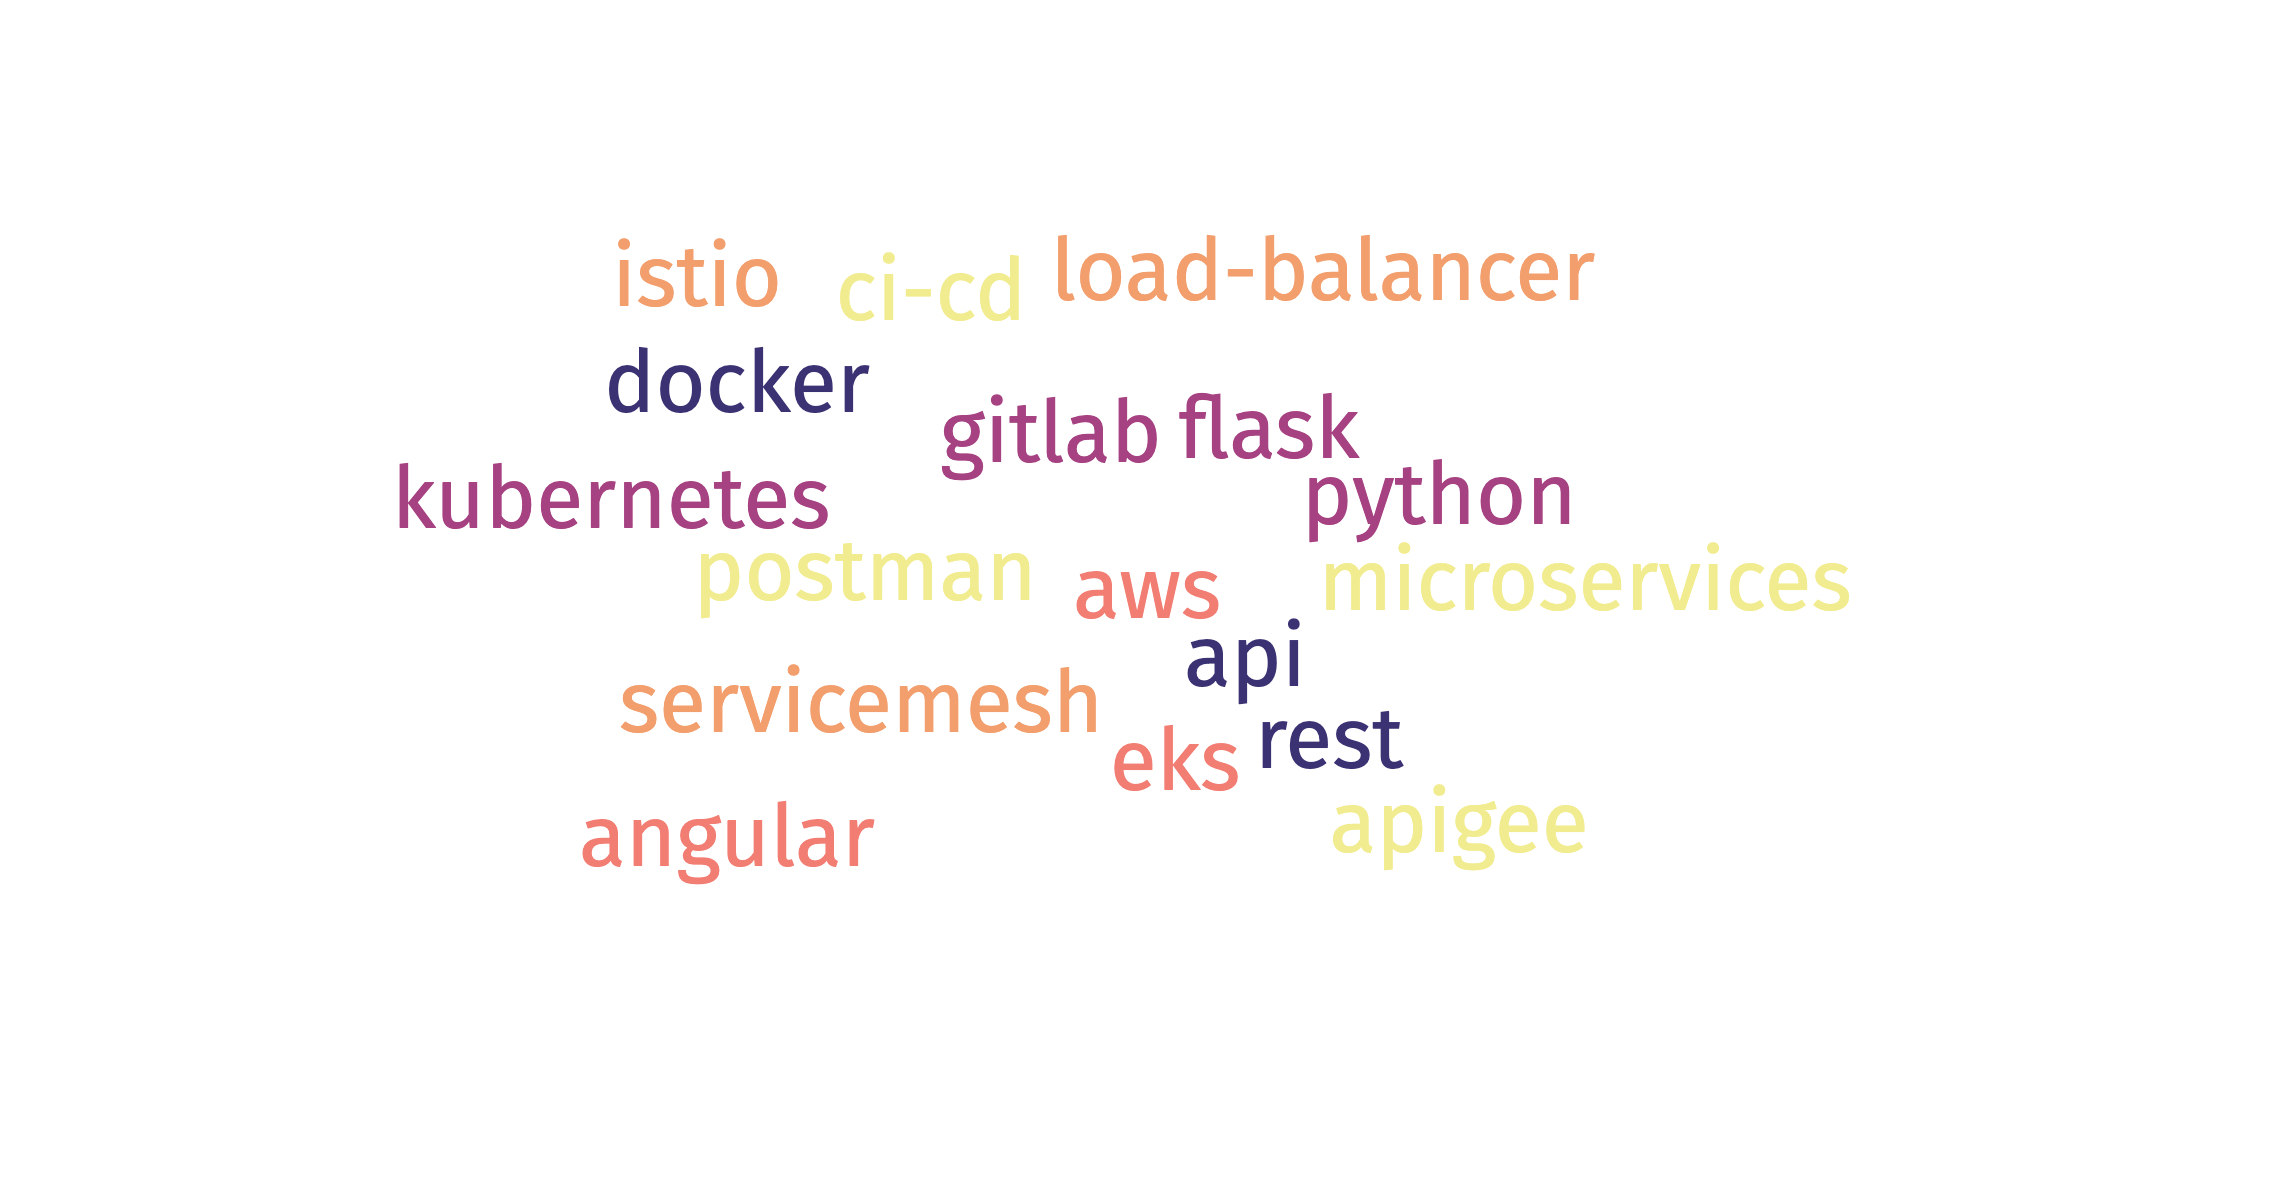 istio ci-cd load-balancer
docker
gitlab flask
kubernetes python
postman aws microservices
api
servicemesh
eks rest
angular apigee